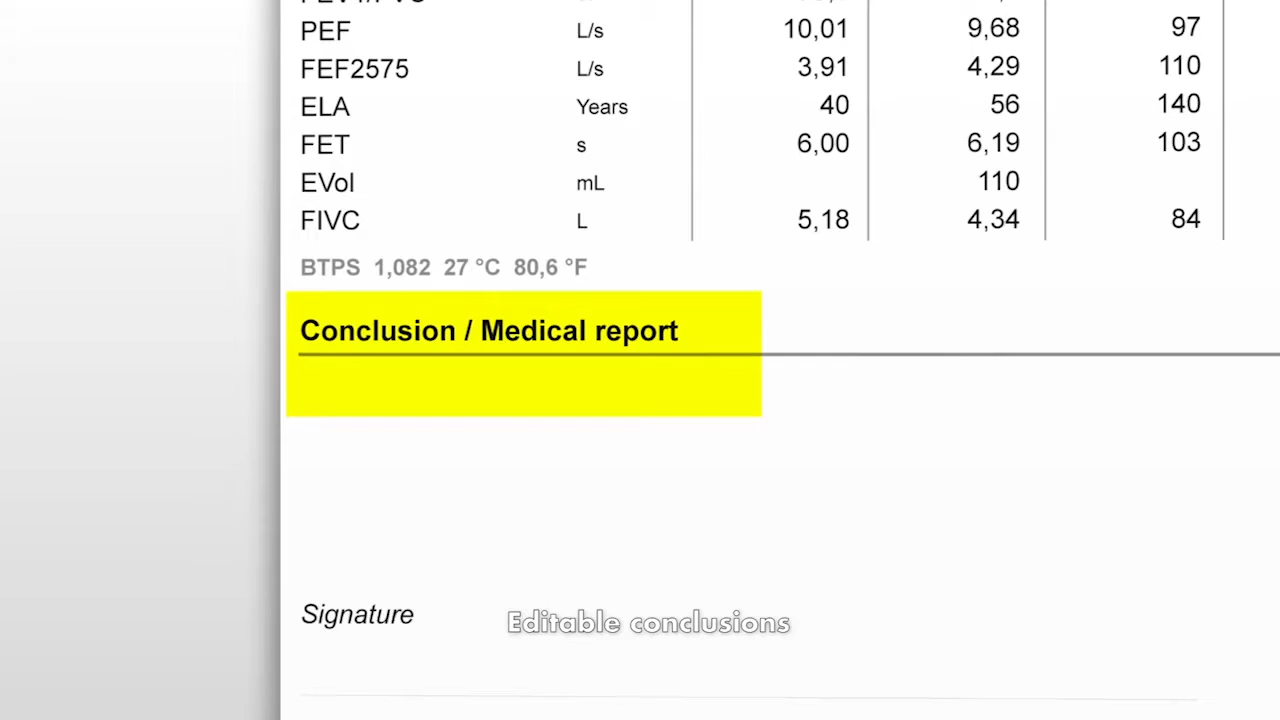 PEF L/s 10,01 9,68 97
FEF2575 L/s 3,91 4,29 110
ELA Years 40 56 140
FET s 6,00 6,19 103
EVol mL 110
FIVC L 5,18 4,34 84
BTPS 1,082 27 °C 80,6 °F
Conclusion / Medical report
Signature
Editable conclusions